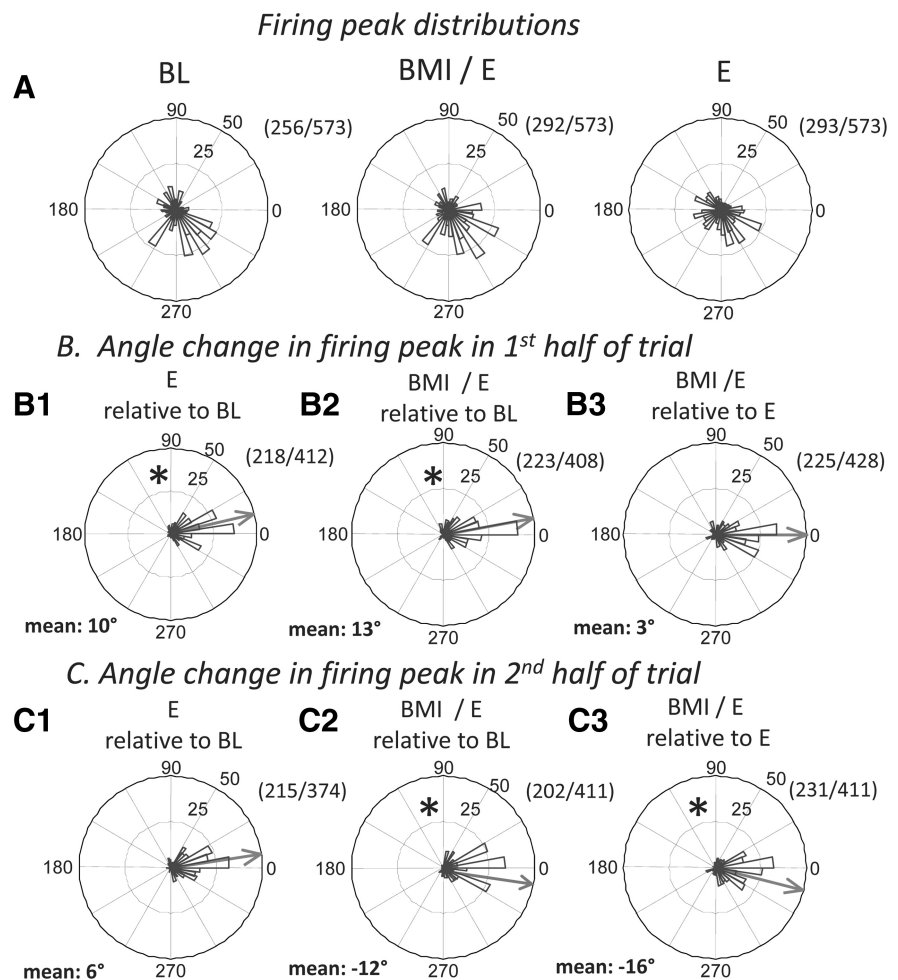 Firing peak distributions
A
BL
BMI / E
E
90
50
(256/573)
25
180
0
270
90
50
(292/573)
25
180
0
270
90
50
(293/573)
25
180
0
270
B. Angle change in firing peak in 1st half of trial
B1
E
relative to BL
90
50
(218/412)
*
25
180
0
270
mean: 10°
B2
BMI / E
relative to BL
90
50
(223/408)
*
25
180
0
270
mean: 13°
B3
BMI /E
relative to E
90
50
(225/428)
25
180
0
270
mean: 3°
C. Angle change in firing peak in 2nd half of trial
C1
E
relative to BL
90
50
(215/374)
25
180
0
270
mean: 6°
C2
BMI / E
relative to BL
90
50
(202/411)
*
25
180
0
270
mean: -12°
C3
BMI / E
relative to E
90
50
(231/411)
*
25
180
0
270
mean: -16°